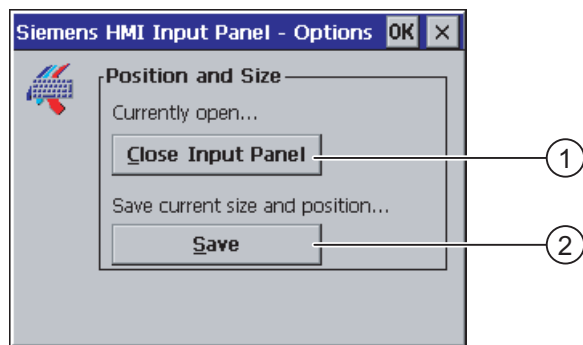 Siemens HMI Input Panel - Options OK ×
Position and Size
Currently open...
Close Input Panel
1
Save current size and position...
Save
2